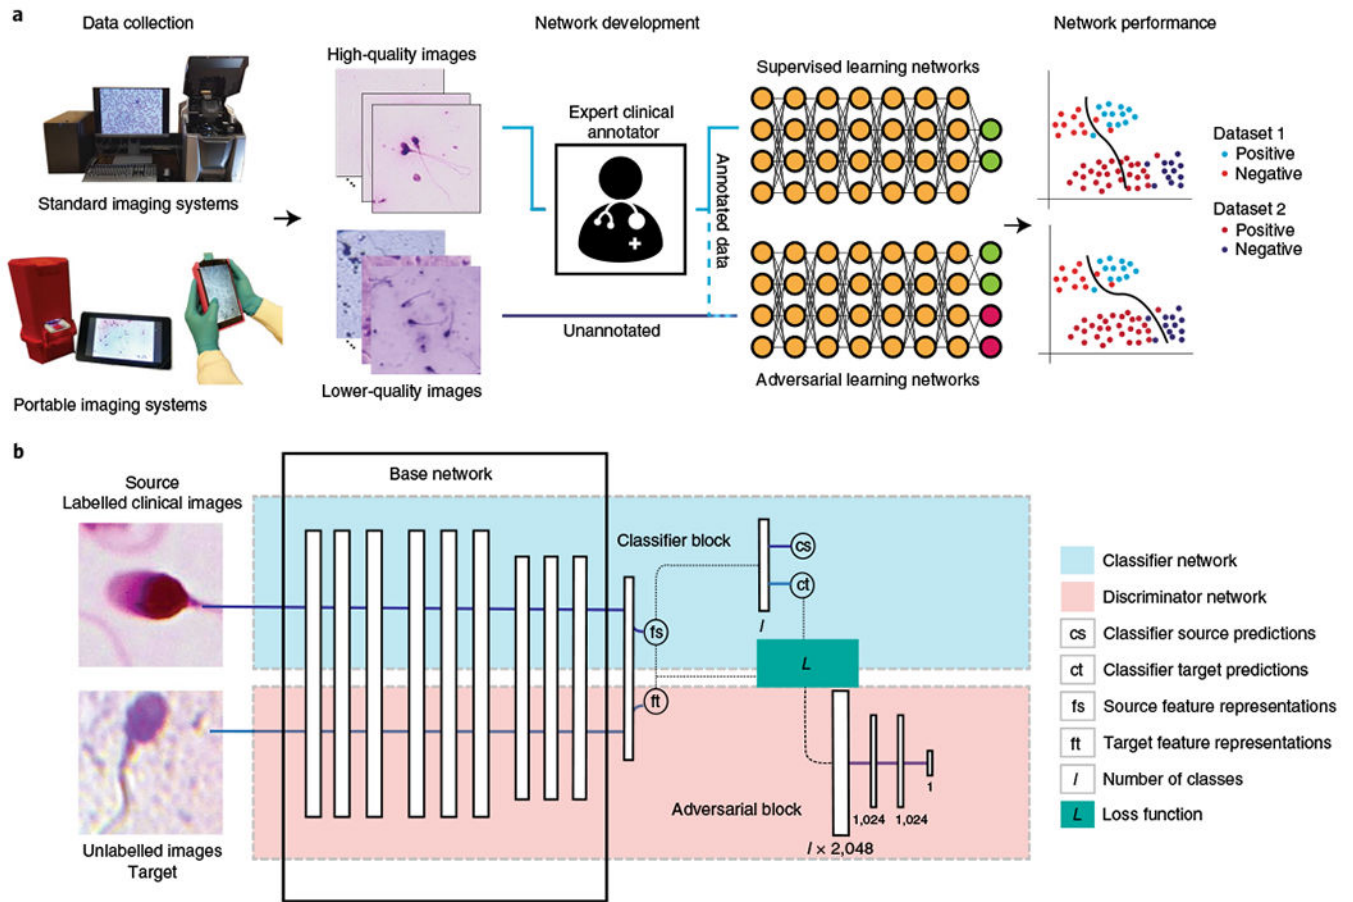 a
Data collection
Network development
Network performance
High-quality images
Supervised learning networks
Expert clinical
annotator
Standard imaging systems
Annotated data
Dataset 1
Positive
Negative
Dataset 2
Positive
Negative
Unannotated
Lower-quality images
Adversarial learning networks
Portable imaging systems
b
Source
Labelled clinical images
Base network
Classifier block
cs
ct
l
fs
L
ft
Adversarial block
1
1,024
1,024
l × 2,048
Unlabelled images
Target
Classifier network
Discriminator network
cs Classifier source predictions
ct Classifier target predictions
fs Source feature representations
ft Target feature representations
l Number of classes
L Loss function